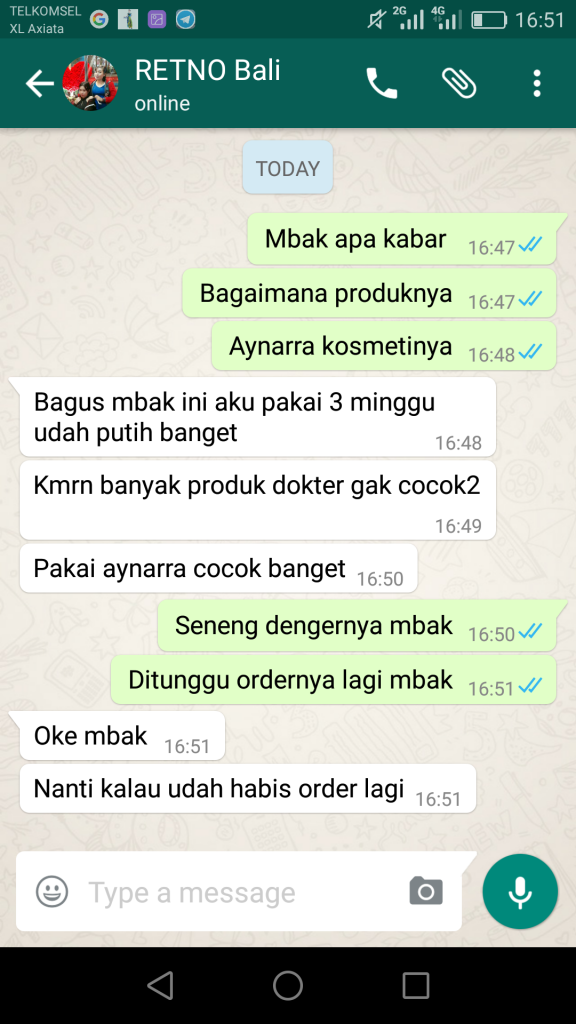 TELKOMSEL
XL Axiata
2G
4G
16:51
RETNO Bali
online
TODAY
Mbak apa kabar 16:47
Bagaimana produknya 16:47
Aynarra kosmetinya 16:48
Bagus mbak ini aku pakai 3 minggu
udah putih banget
16:48
Kmrn banyak produk dokter gak cocok2
16:49
Pakai aynarra cocok banget 16:50
Seneng dengernya mbak 16:50
Ditunggu ordernya lagi mbak 16:51
Oke mbak 16:51
Nanti kalau udah habis order lagi 16:51
Type a message